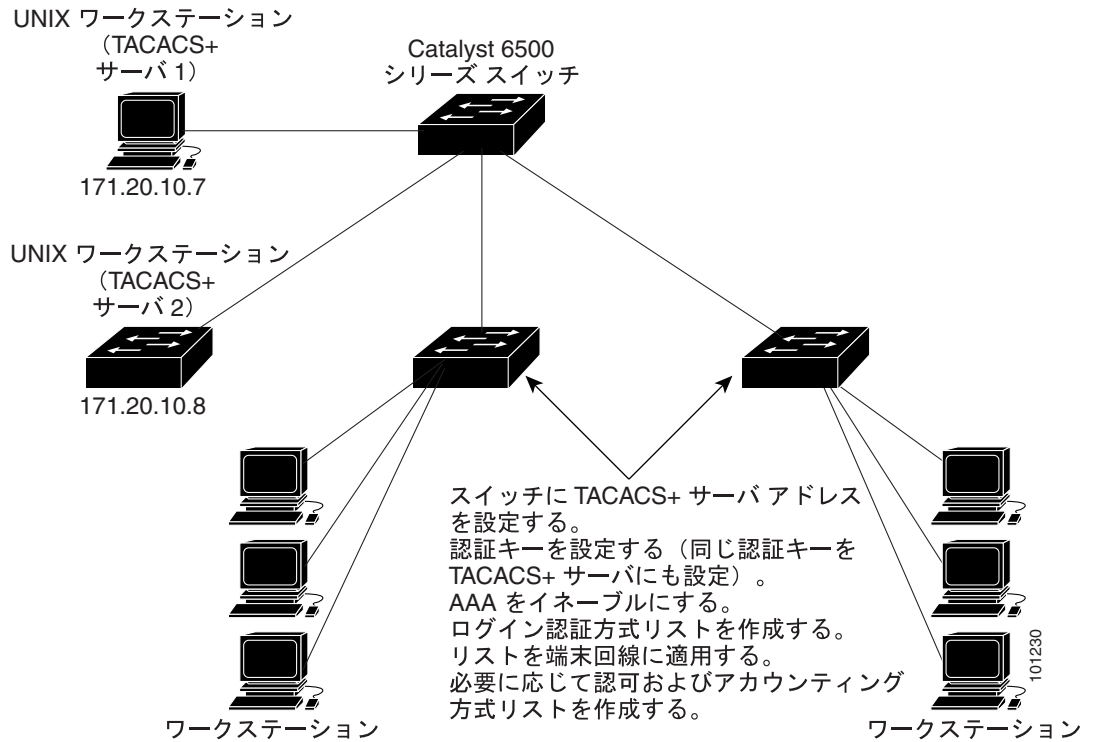 UNIX ワークステーション
（TACACS+
サーバ 1）
Catalyst 6500
シリーズ スイッチ
171.20.10.7
UNIX ワークステーション
（TACACS+
サーバ 2）
171.20.10.8
スイッチに TACACS+ サーバ アドレス
を設定する。
認証キーを設定する（同じ認証キーを
TACACS+ サーバにも設定）。
AAA をイネーブルにする。
ログイン認証方式リストを作成する。
リストを端末回線に適用する。
必要に応じて認可およびアカウンティング
方式リストを作成する。
101230
ワークステーション
ワークステーション